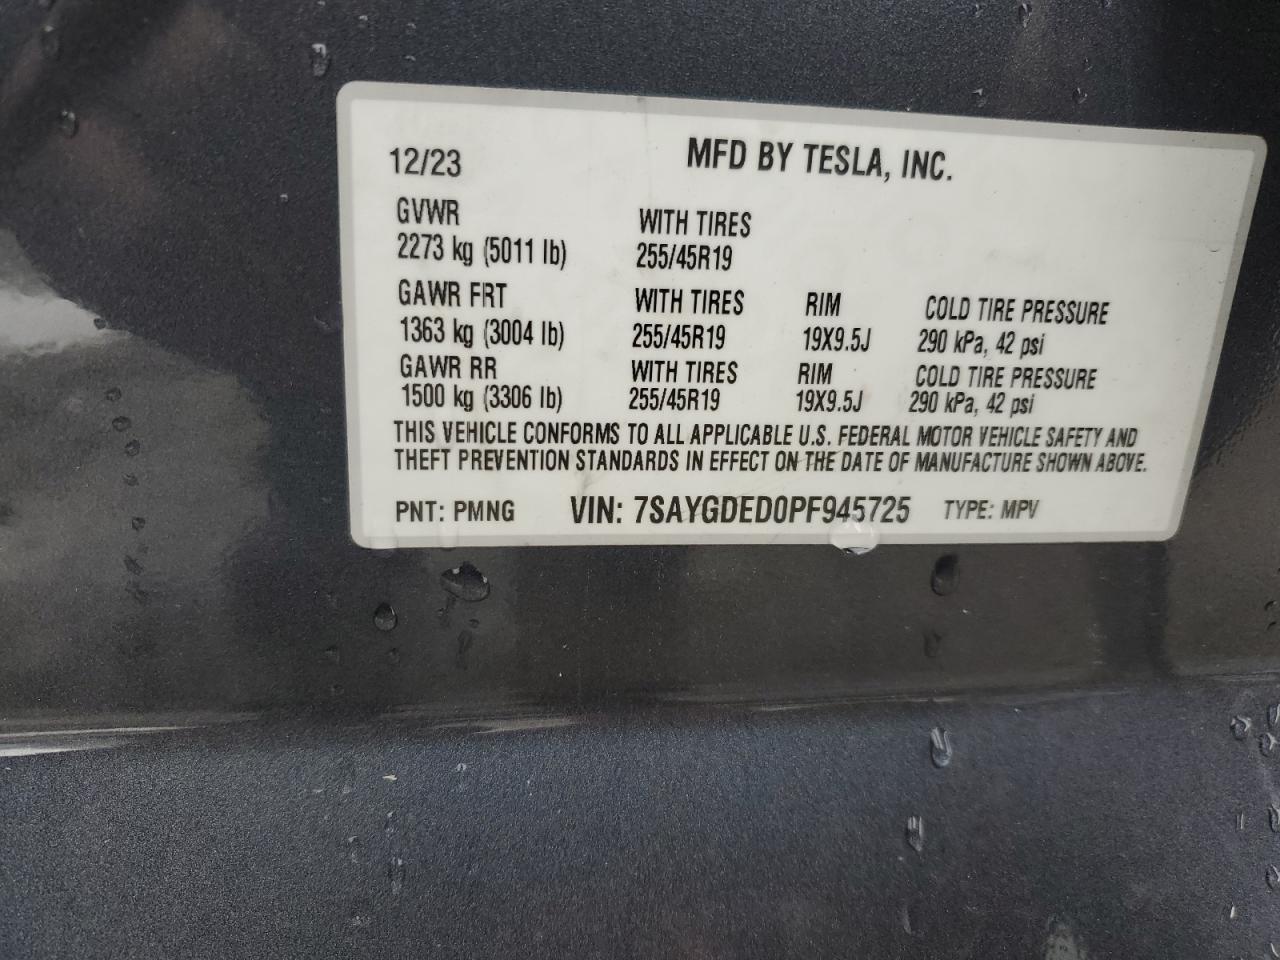 12/23 MFD BY TESLA, INC.
GVWR WITH TIRES
2273 kg (5011 lb) 255/45R19
GAWR FRT WITH TIRES RIM COLD TIRE PRESSURE
1363 kg (3004 lb) 255/45R19 19X9.5J 290 kPa, 42 psi
GAWR RR WITH TIRES RIM COLD TIRE PRESSURE
1500 kg (3306 lb) 255/45R19 19X9.5J 290 kPa, 42 psi
THIS VEHICLE CONFORMS TO ALL APPLICABLE U.S. FEDERAL MOTOR VEHICLE SAFETY AND
THEFT PREVENTION STANDARDS IN EFFECT ON THE DATE OF MANUFACTURE SHOWN ABOVE.
PNT: PMNG VIN: 7SAYGDED0PF945725 TYPE: MPV